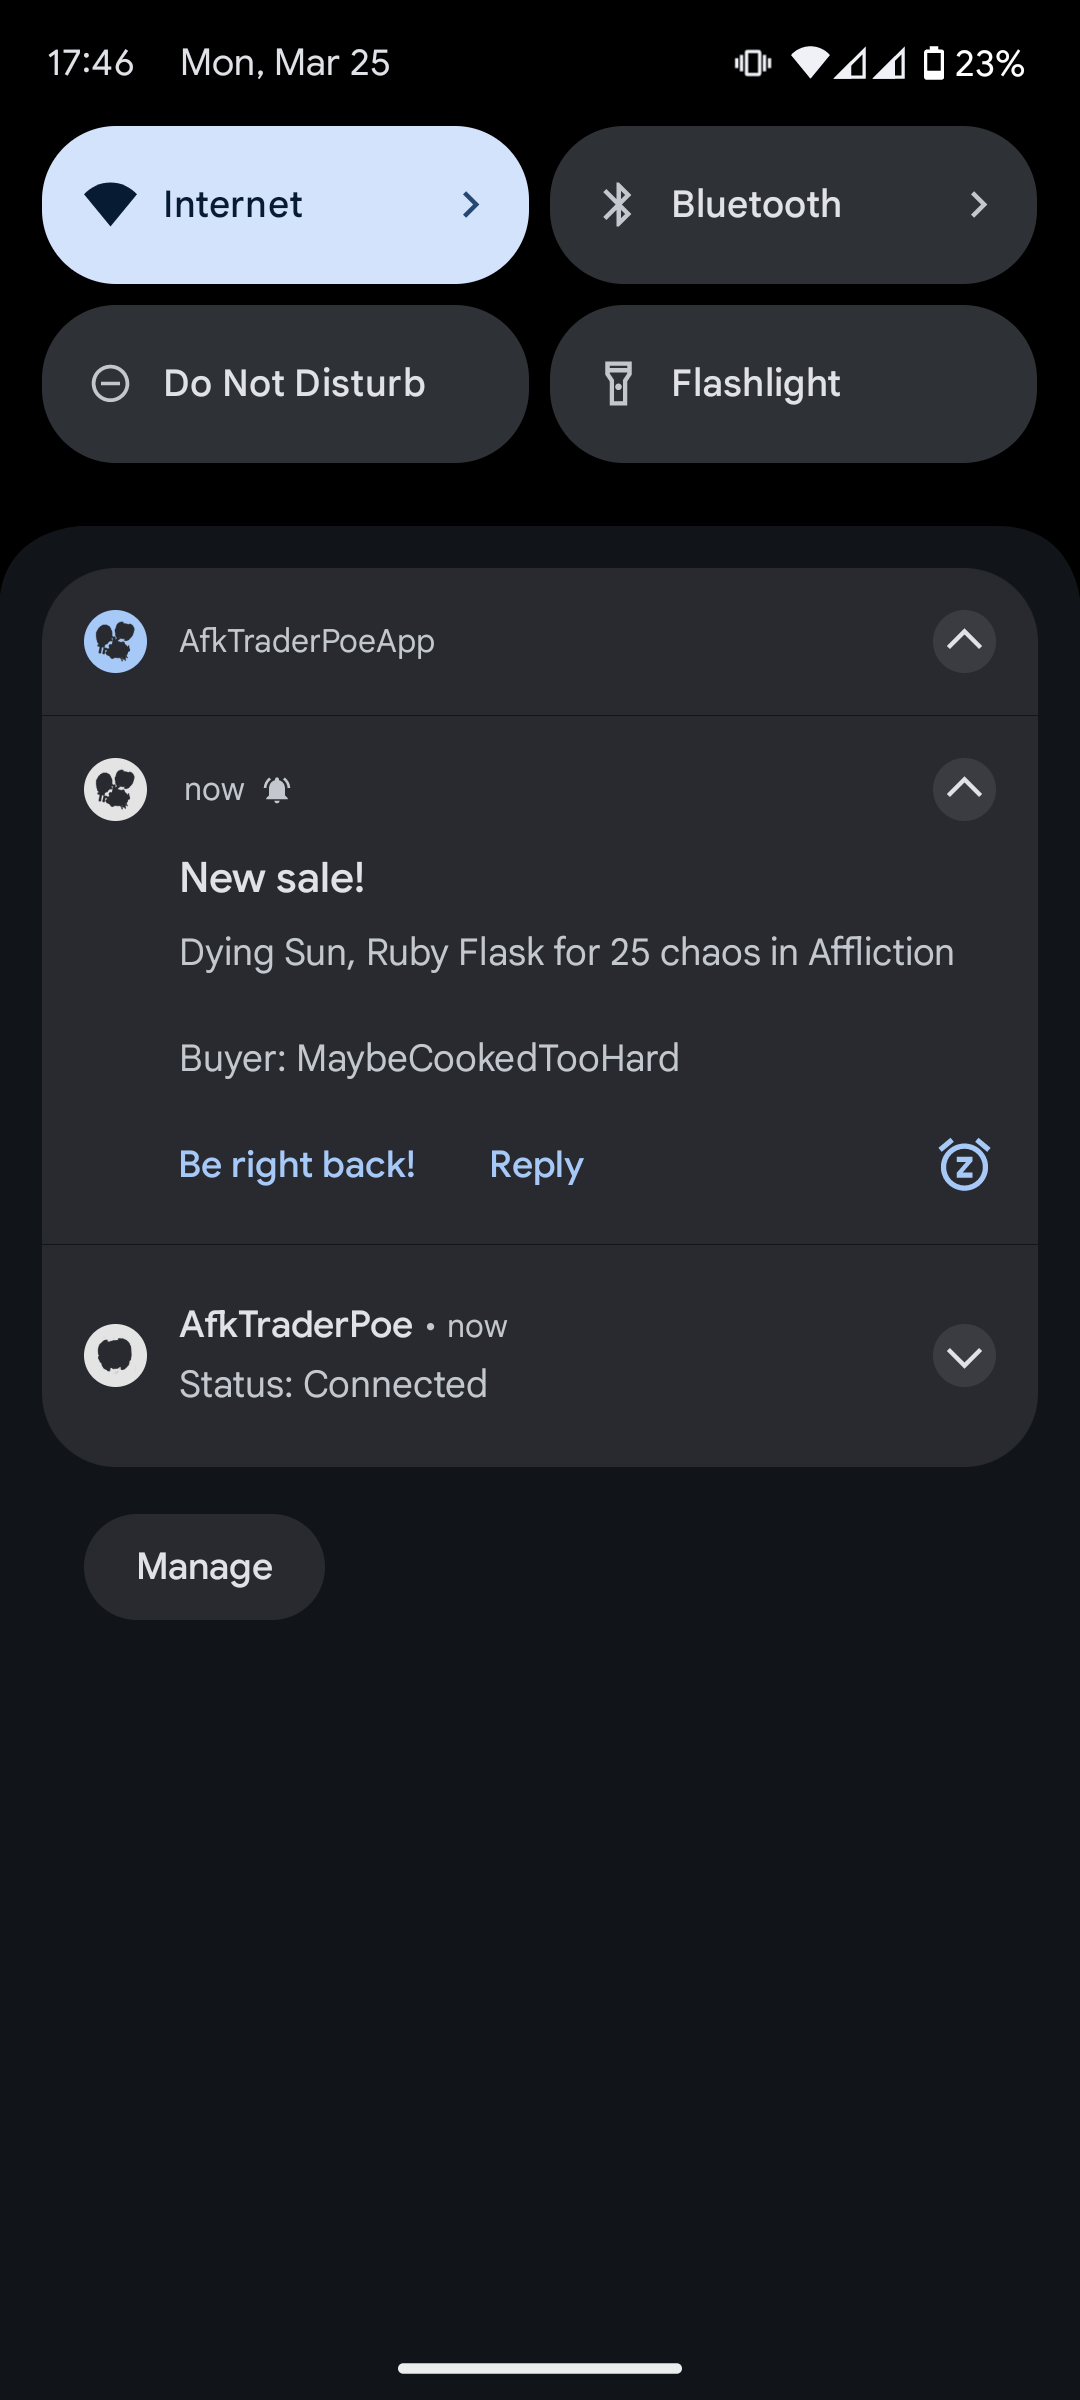 17:46 Mon, Mar 25 23%
Internet Bluetooth
Do Not Disturb Flashlight
AfkTraderPoeApp
now
New sale!
Dying Sun, Ruby Flask for 25 chaos in Affliction
Buyer: MaybeCookedTooHard
Be right back! Reply
AfkTraderPoe • now
Status: Connected
Manage